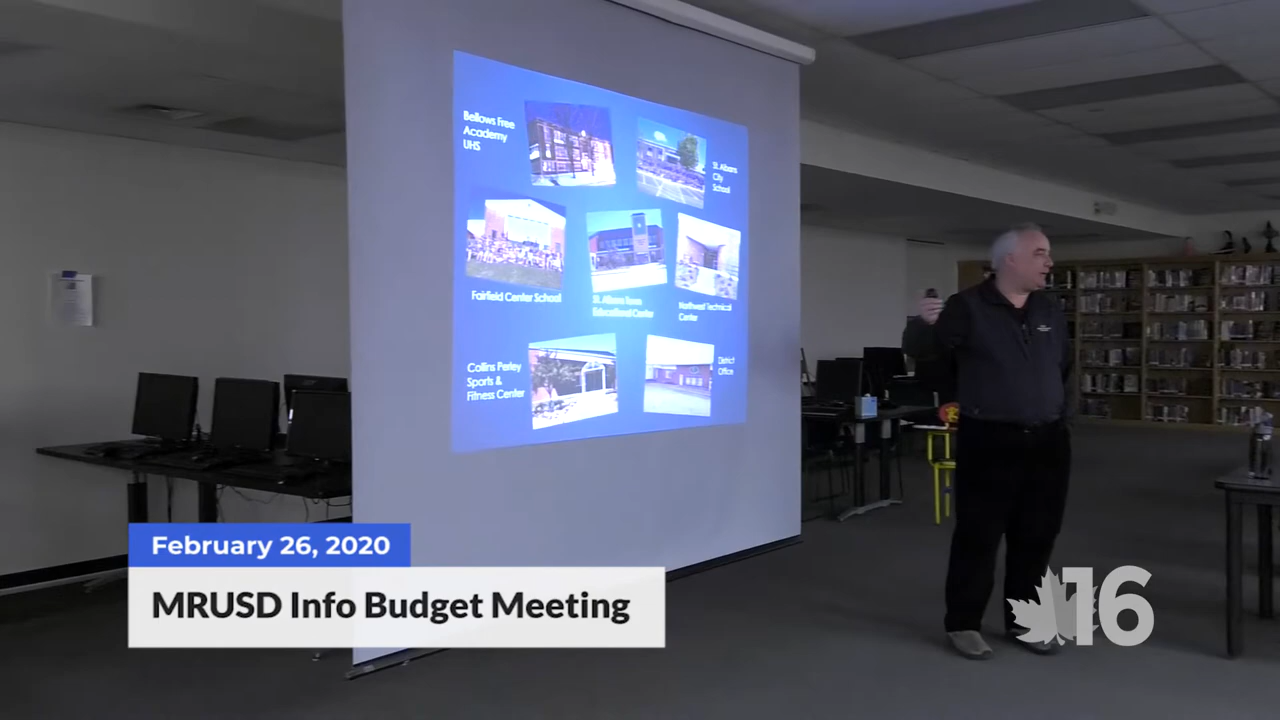 Bellows Free
Academy
UHS
St. Albans
City
School
Fairfield Center School
St. Albans Town
Educational Center
Northwest Technical
Center
Collins Perley
Sports &
Fitness Center
District
Office
February 26, 2020
MRUSD Info Budget Meeting
16